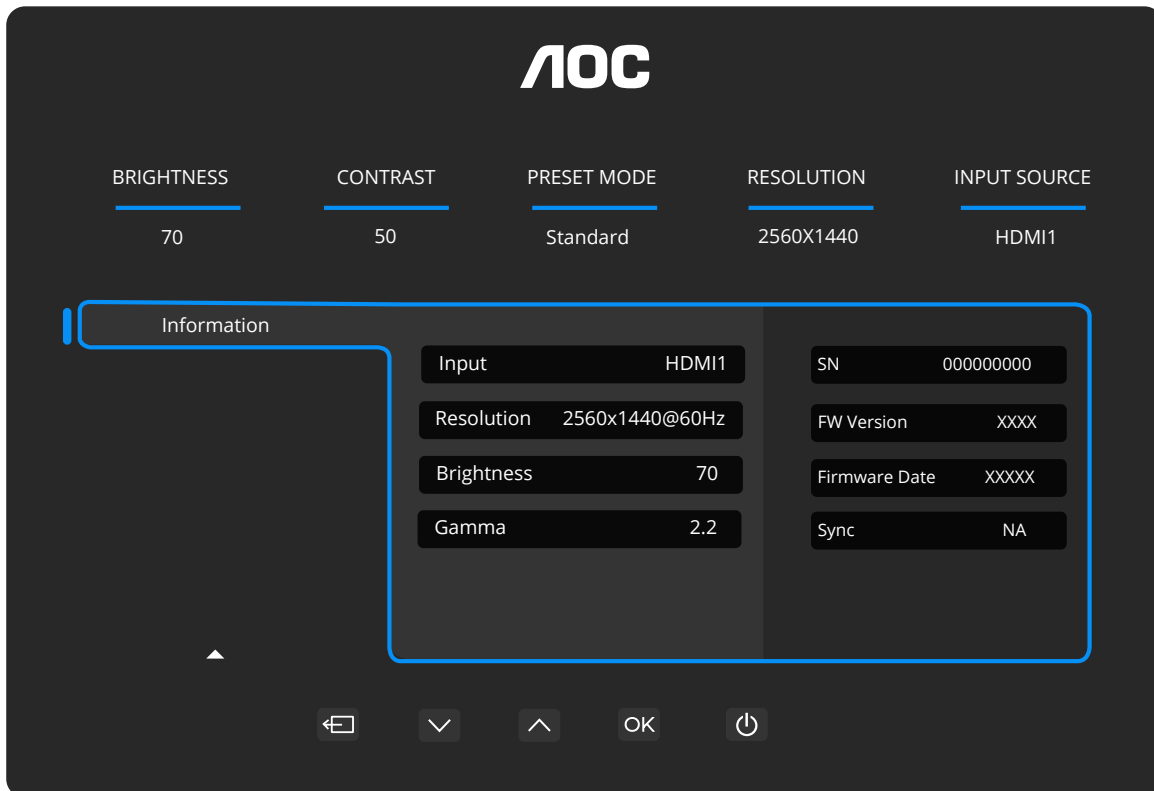 AOC
BRIGHTNESS CONTRAST PRESET MODE RESOLUTION INPUT SOURCE
70 50 Standard 2560X1440 HDMI1
Information
Input HDMI1
Resolution 2560x1440@60Hz
Brightness 70
Gamma 2.2
SN 000000000
FW Version XXXX
Firmware Date XXXXX
Sync NA
OK